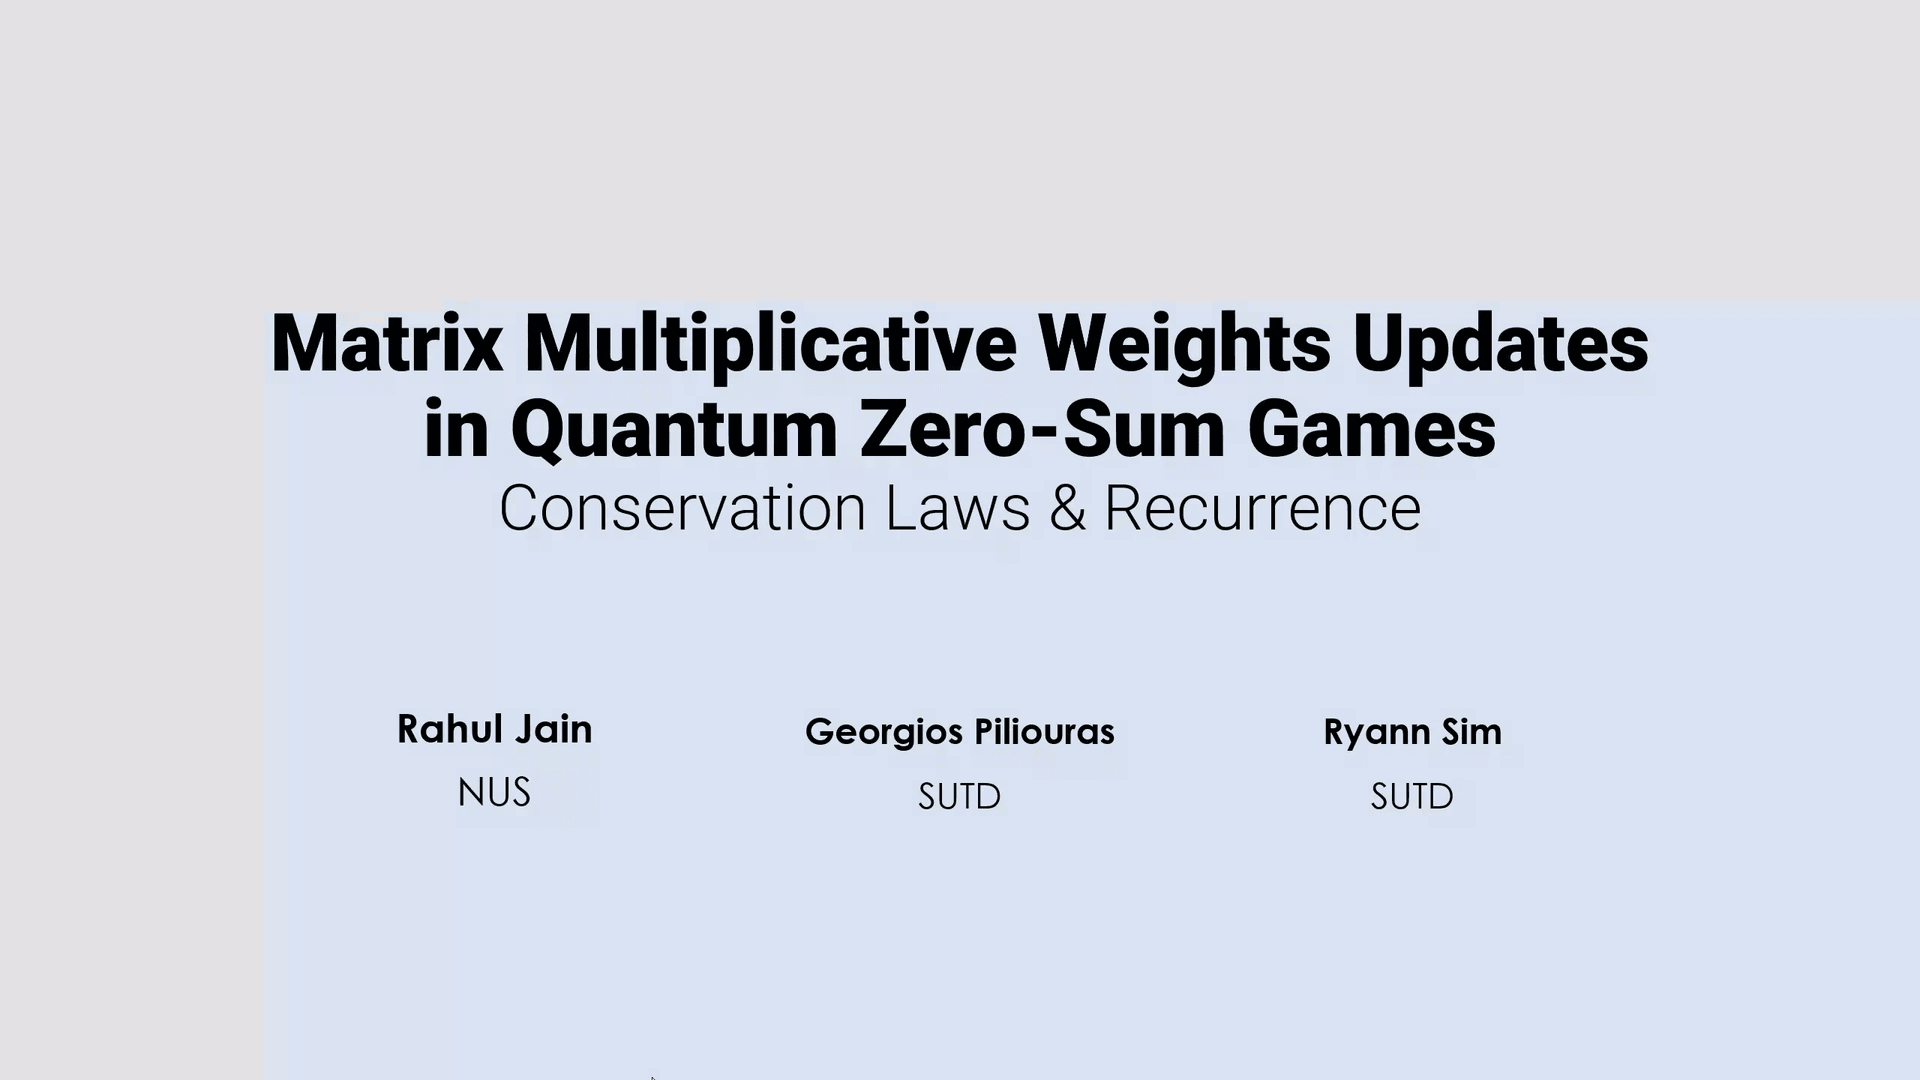 Matrix Multiplicative Weights Updates
in Quantum Zero-Sum Games
Conservation Laws & Recurrence
Rahul Jain
Georgios Piliouras
Ryann Sim
NUS
SUTD
SUTD